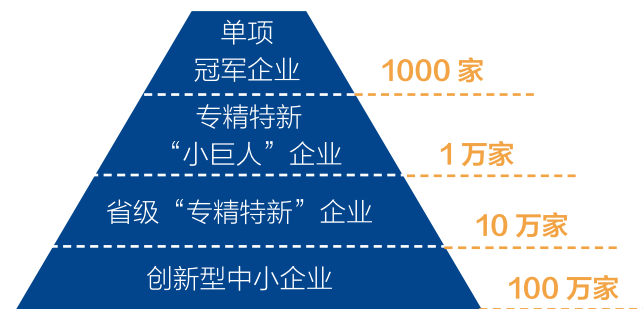 单项
冠军企业
1000 家
专精特新
“小巨人”企业
1 万家
省级“专精特新”企业
10 万家
创新型中小企业
100 万家